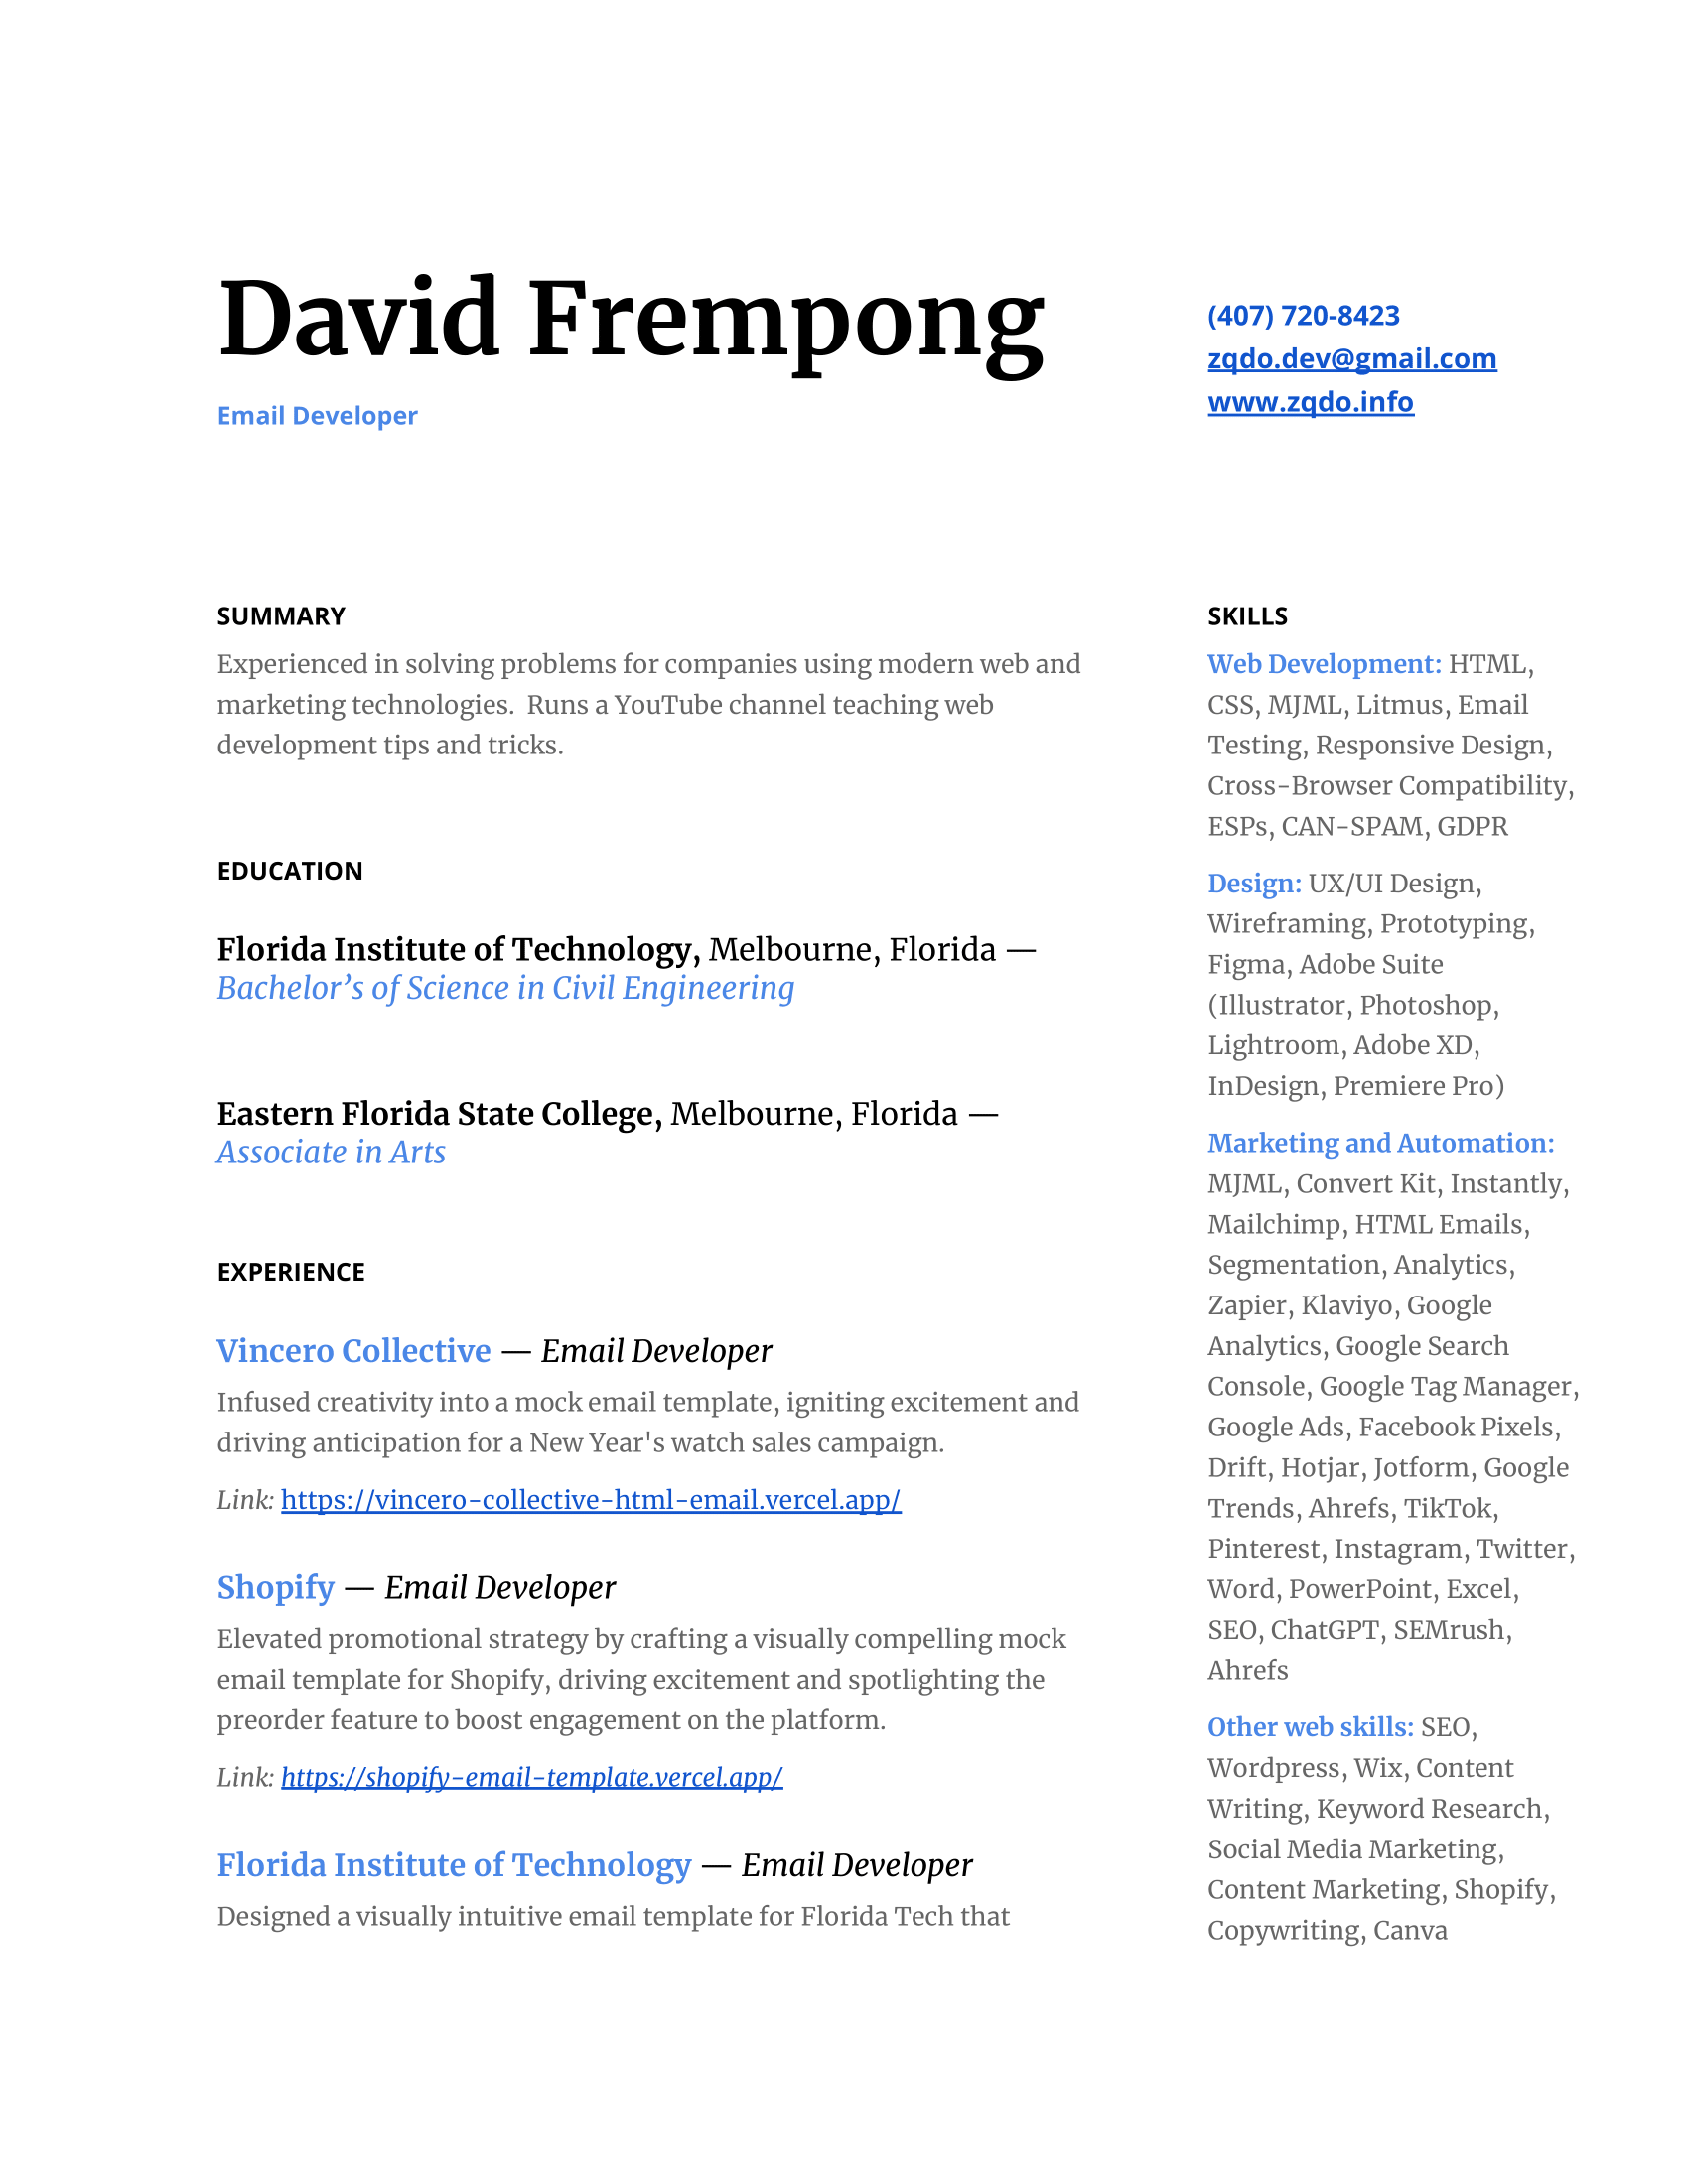 David Frempong
Email Developer
(407) 720-8423
zqdo.dev@gmail.com
www.zqdo.info
SUMMARY
Experienced in solving problems for companies using modern web and
marketing technologies.  Runs a YouTube channel teaching web
development tips and tricks.
EDUCATION
Florida Institute of Technology, Melbourne, Florida —
Bachelor’s of Science in Civil Engineering
Eastern Florida State College, Melbourne, Florida —
Associate in Arts
EXPERIENCE
Vincero Collective — Email Developer
Infused creativity into a mock email template, igniting excitement and
driving anticipation for a New Year's watch sales campaign.
Link: https://vincero-collective-html-email.vercel.app/
Shopify — Email Developer
Elevated promotional strategy by crafting a visually compelling mock
email template for Shopify, driving excitement and spotlighting the
preorder feature to boost engagement on the platform.
Link: https://shopify-email-template.vercel.app/
Florida Institute of Technology — Email Developer
Designed a visually intuitive email template for Florida Tech that
SKILLS
Web Development: HTML,
CSS, MJML, Litmus, Email
Testing, Responsive Design,
Cross-Browser Compatibility,
ESPs, CAN-SPAM, GDPR
Design: UX/UI Design,
Wireframing, Prototyping,
Figma, Adobe Suite
(Illustrator, Photoshop,
Lightroom, Adobe XD,
InDesign, Premiere Pro)
Marketing and Automation:
MJML, Convert Kit, Instantly,
Mailchimp, HTML Emails,
Segmentation, Analytics,
Zapier, Klaviyo, Google
Analytics, Google Search
Console, Google Tag Manager,
Google Ads, Facebook Pixels,
Drift, Hotjar, Jotform, Google
Trends, Ahrefs, TikTok,
Pinterest, Instagram, Twitter,
Word, PowerPoint, Excel,
SEO, ChatGPT, SEMrush,
Ahrefs
Other web skills: SEO,
Wordpress, Wix, Content
Writing, Keyword Research,
Social Media Marketing,
Content Marketing, Shopify,
Copywriting, Canva